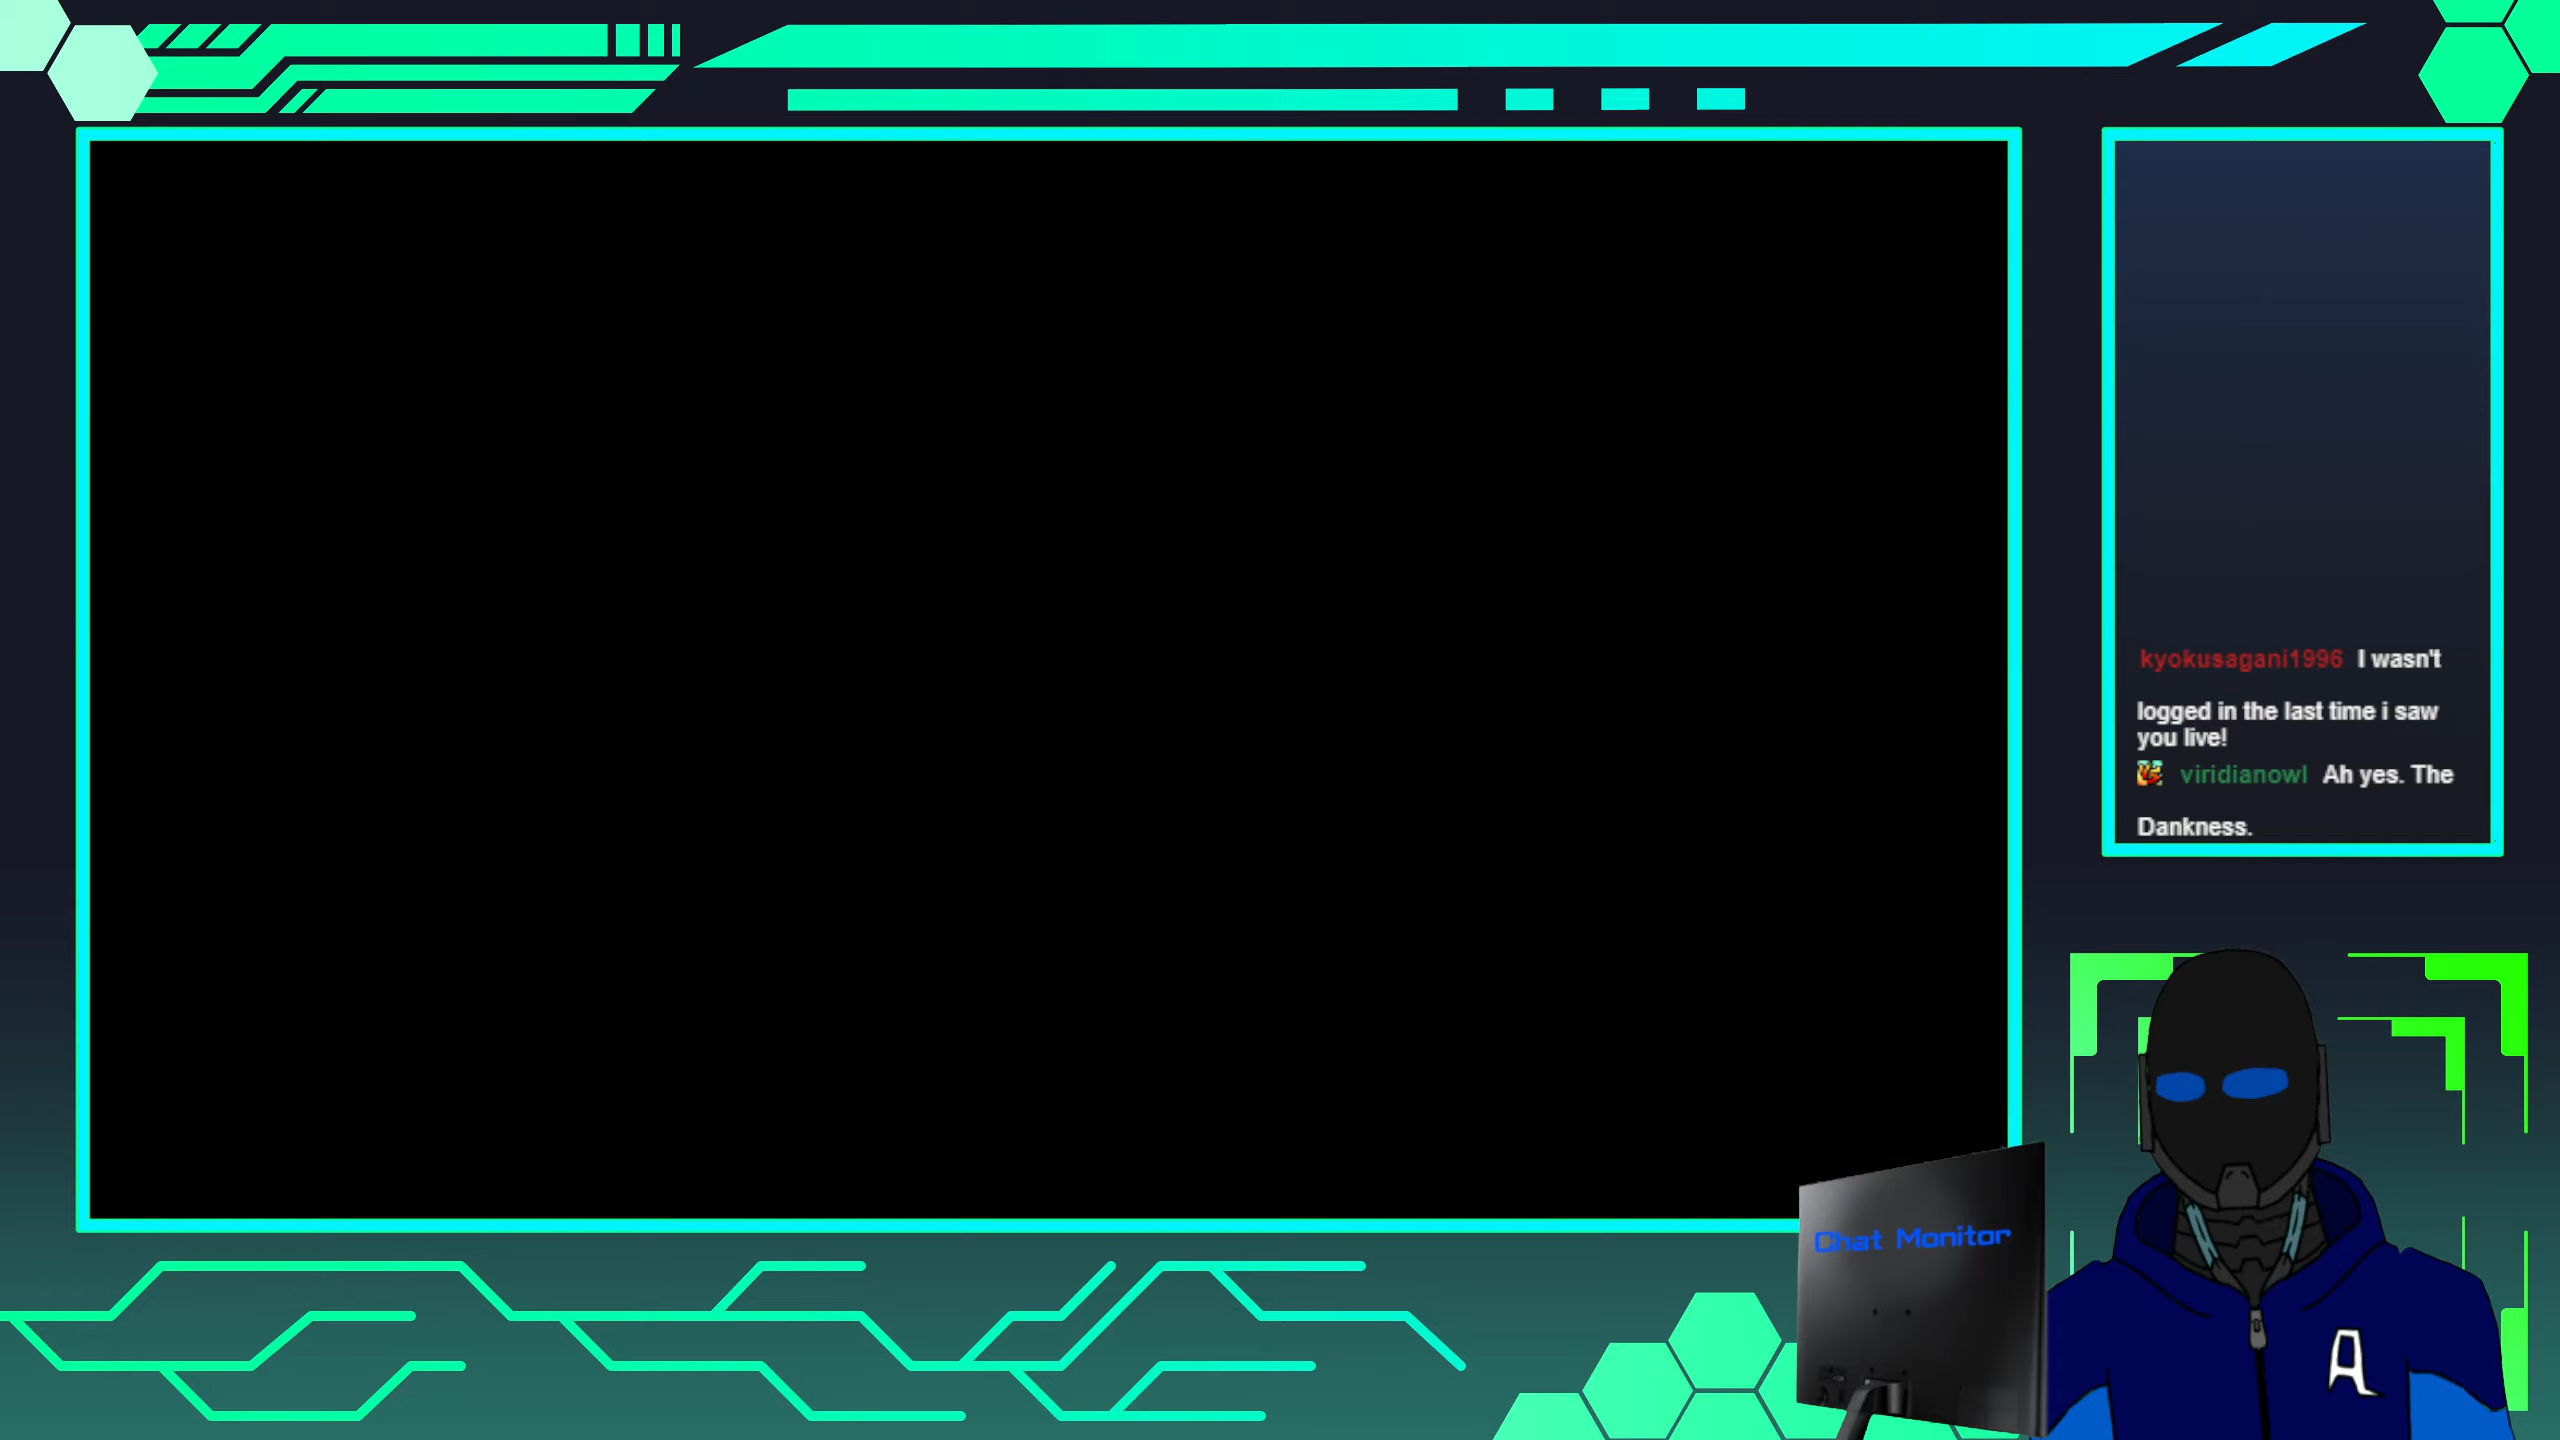 kyokusagani1996 I wasn't
logged in the last time i saw
you live!
viridianowl Ah yes. The
Dankness.
Chat Monitor
A